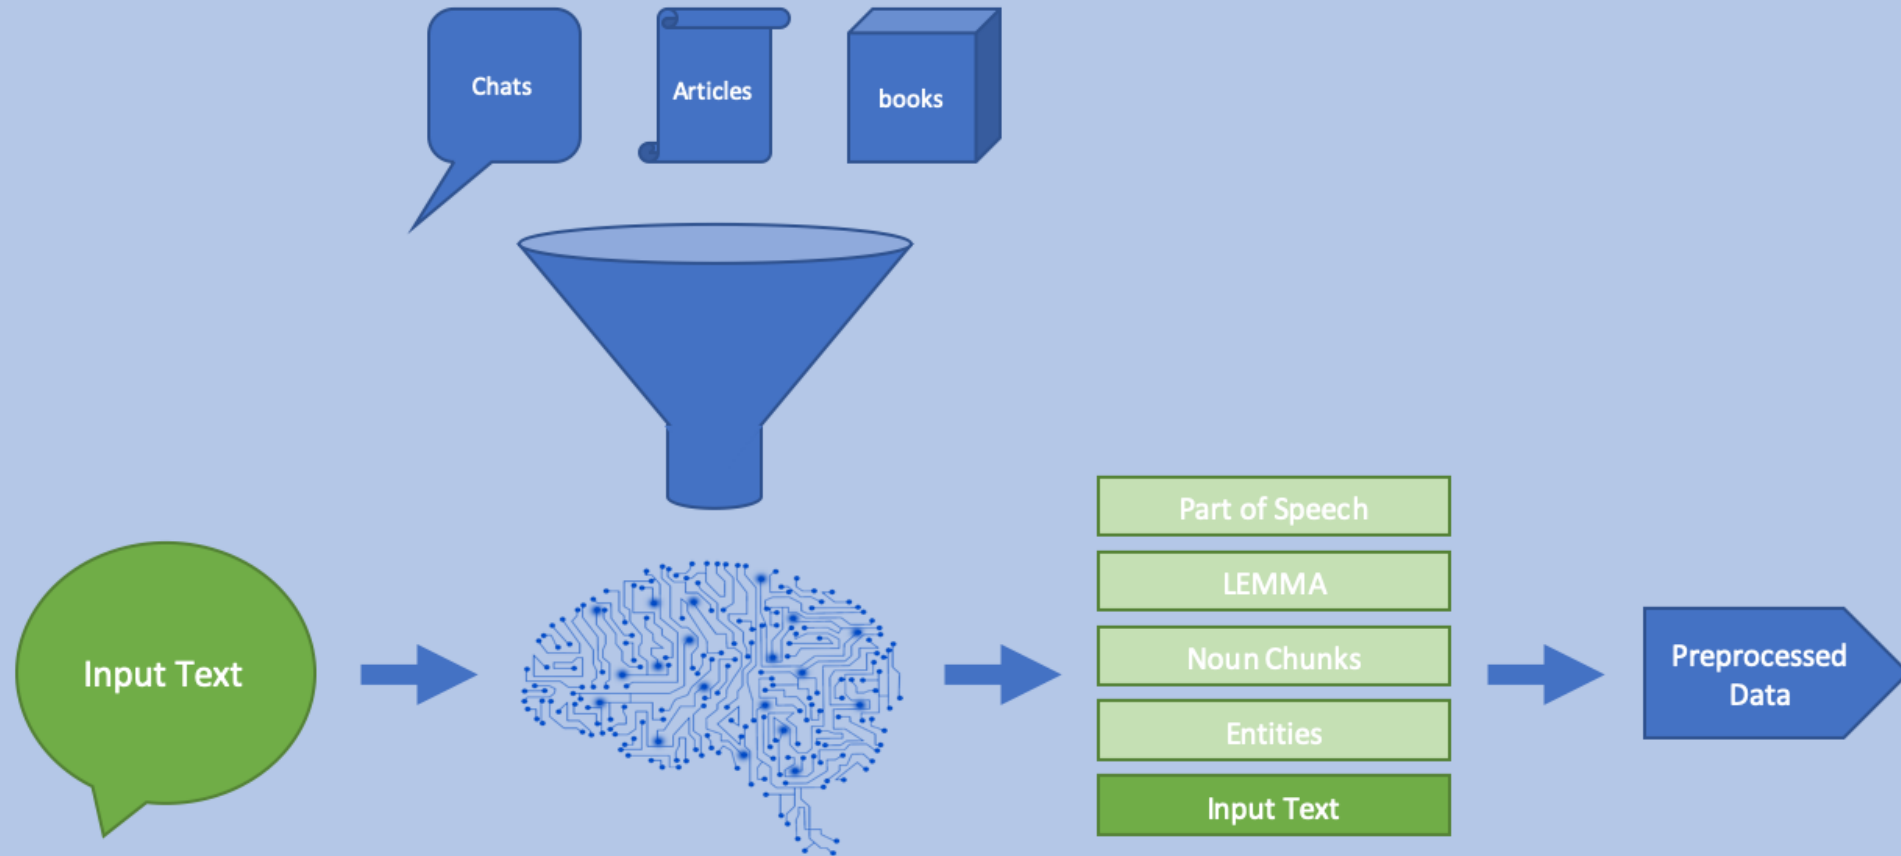 Chats
Articles
books
Input Text
Part of Speech
LEMMA
Noun Chunks
Entities
Input Text
Preprocessed
Data